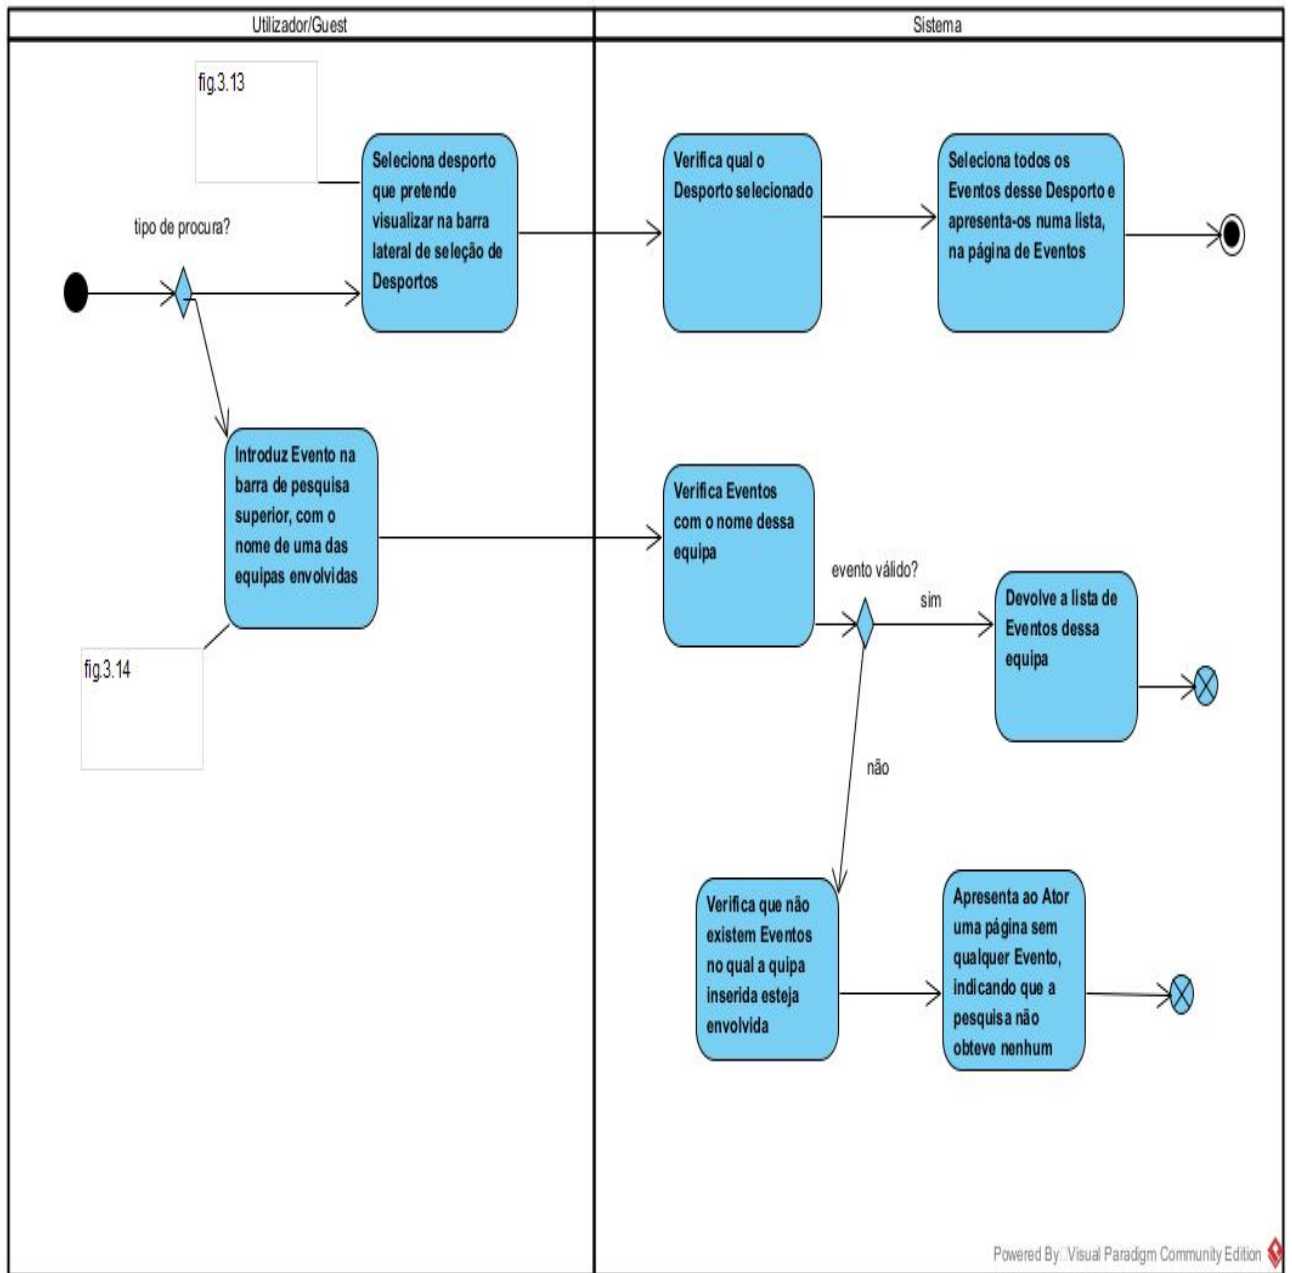 Utilizador/Guest
Sistema
fig.3.13
Seleciona desporto
que pretende
visualizar na barra
lateral de seleção de
Desportos
Verifica qual o
Desporto selecionado
Seleciona todos os
Eventos desse Desporto e
apresenta-os numa lista,
na página de Eventos
tipo de procura?
Introduz Evento na
barra de pesquisa
superior, com o
nome de uma das
equipas envolvidas
Verifica Eventos
com o nome dessa
equipa
evento válido?
sim
Devolve a lista de
Eventos dessa
equipa
fig.3.14
não
Verifica que não
existem Eventos
no qual a quipa
inserida esteja
envolvida
Apresenta ao Ator
uma página sem
qualquer Evento,
indicando que a
pesquisa não
obteve nenhum
Powered By Visual Paradigm Community Edition